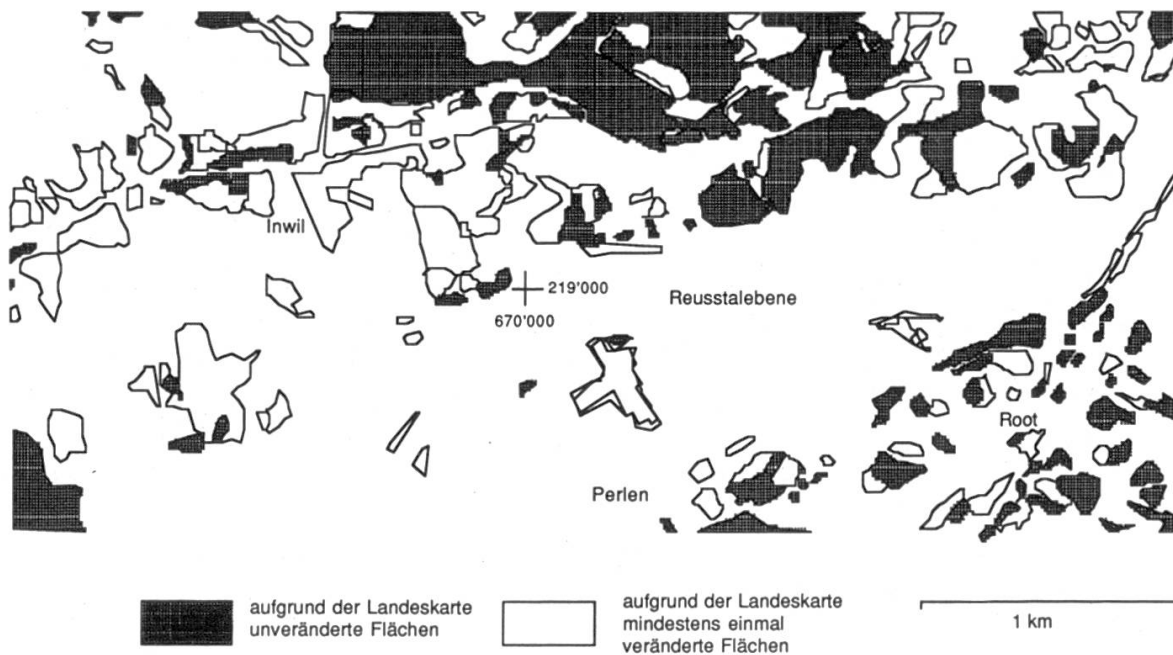 Inwil
219'000
670'000
Reusstalebene
Root
Perlen
aufgrund der Landeskarte
unveränderte Flächen
aufgrund der Landeskarte
mindestens einmal
veränderte Flächen
1 km